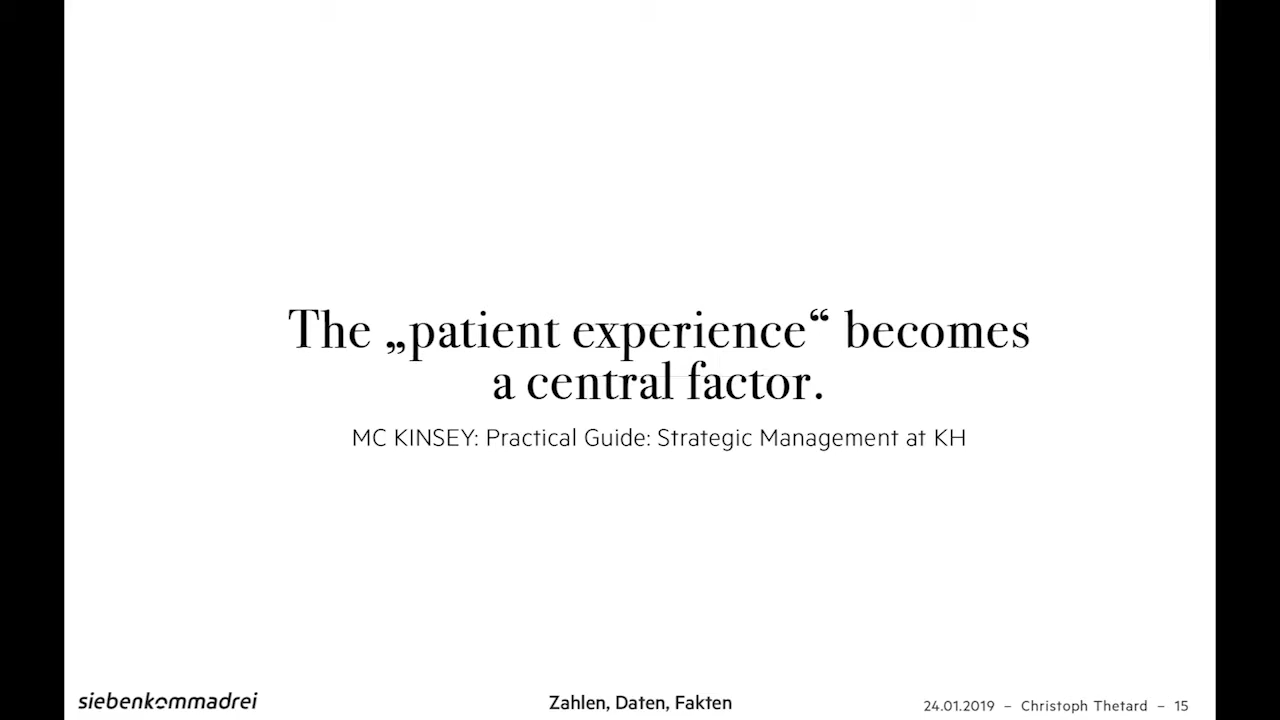 The „patient experience“ becomes
a central factor.
MC KINSEY: Practical Guide: Strategic Management at KH
siebenkommadrei
Zahlen, Daten, Fakten
24.01.2019 – Christoph Thetard – 15